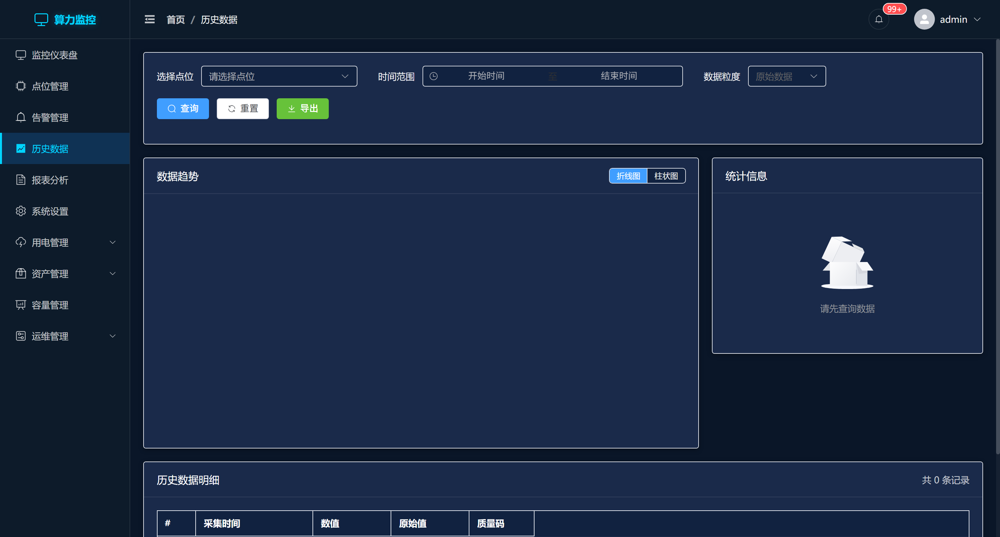 算力监控
首页 / 历史数据
99+
admin
监控仪表盘
点位管理
告警管理
历史数据
报表分析
系统设置
用电管理
资产管理
容量管理
运维管理
选择点位 请选择点位 时间范围 开始时间 至 结束时间 数据粒度 原始数据
查询 重置 导出
数据趋势 折线图 柱状图
统计信息
请先查询数据
历史数据明细 共 0 条记录
# 采集时间 数值 原始值 质量码